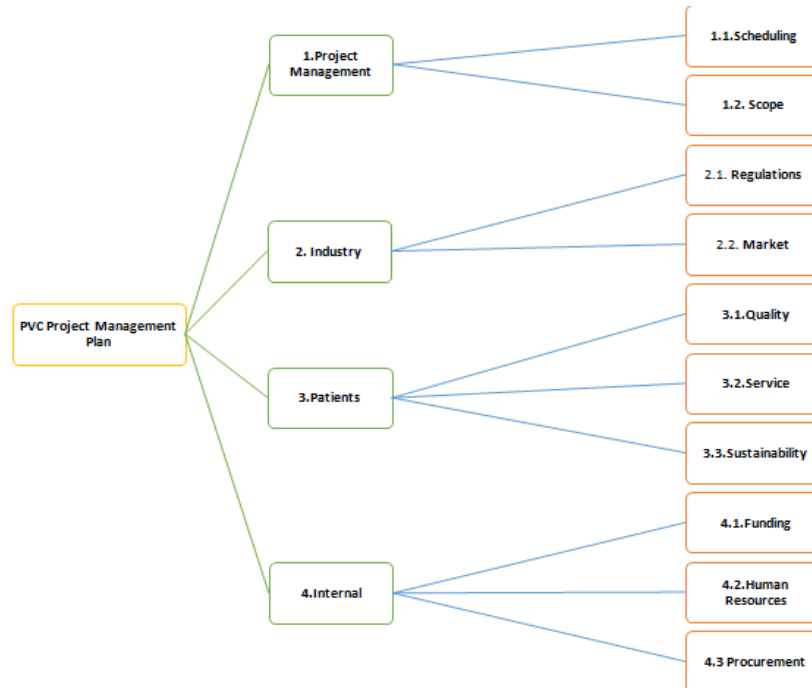 1.Project
Management
1.1.Scheduling
1.2. Scope
2. Industry
2.1. Regulations
2.2. Market
PVC Project Management
Plan
3.Patients
3.1.Quality
3.2.Service
3.3.Sustainability
4.Internal
4.1.Funding
4.2.Human
Resources
4.3 Procurement